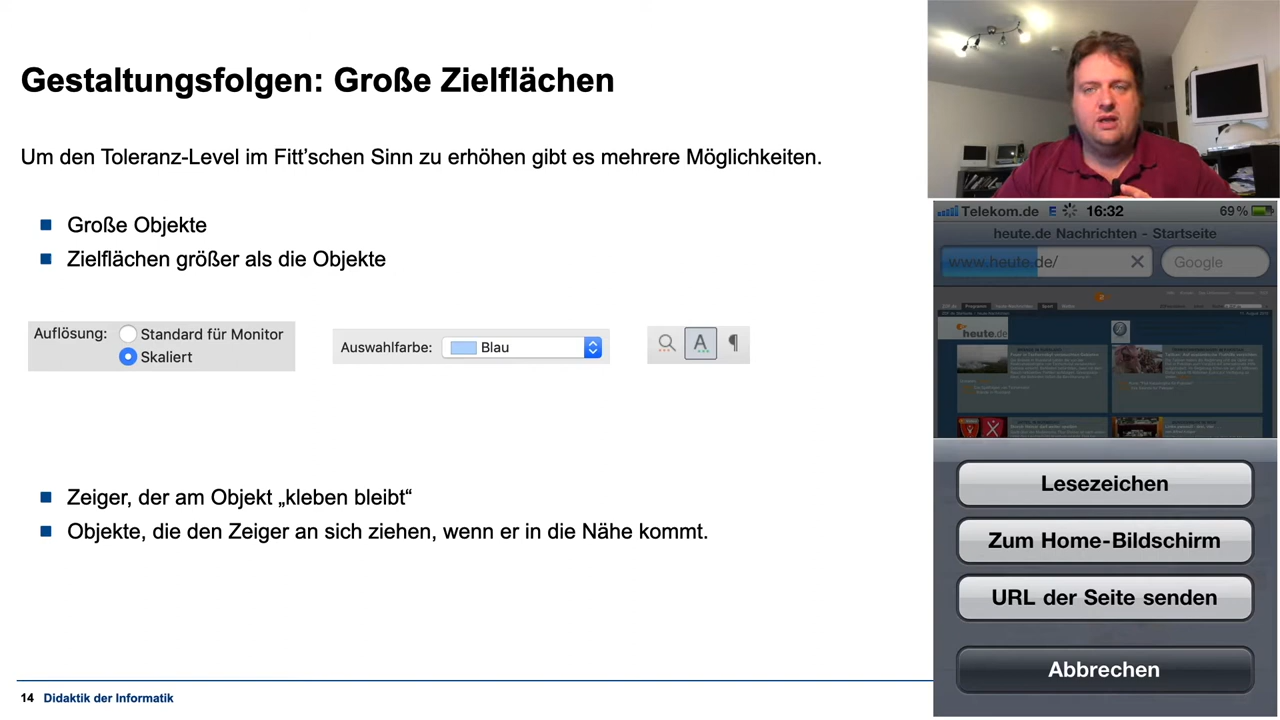 Gestaltungsfolgen: Große Zielflächen
Um den Toleranz-Level im Fitt’schen Sinn zu erhöhen gibt es mehrere Möglichkeiten.
Große Objekte
Zielflächen größer als die Objekte
Auflösung: Standard für Monitor
Skaliert
Auswahlfarbe: Blau
A ¶
Zeiger, der am Objekt „kleben bleibt“
Objekte, die den Zeiger an sich ziehen, wenn er in die Nähe kommt.
14 Didaktik der Informatik
Telekom.de E 16:32 69 %
heute.de Nachrichten - Startseite
www.heute.de/ Google
heute.de
Lesezeichen
Zum Home-Bildschirm
URL der Seite senden
Abbrechen